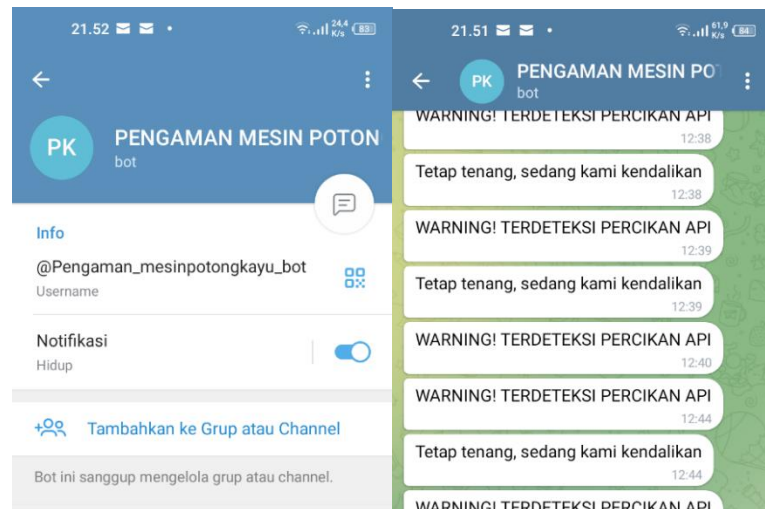 21.52
24,4
K/s
83
PK
PENGAMAN MESIN POTON
bot
Info
@Pengaman_mesinpotongkayu_bot
Username
Notifikasi
Hidup
Tambahkan ke Grup atau Channel
Bot ini sanggup mengelola grup atau channel.
21.51
61,9
K/s
84
PK
PENGAMAN MESIN PO
bot
WARNING! TERDETEKSI PERCIKAN API
12:38
Tetap tenang, sedang kami kendalikan
12:38
WARNING! TERDETEKSI PERCIKAN API
12:39
Tetap tenang, sedang kami kendalikan
12:39
WARNING! TERDETEKSI PERCIKAN API
12:40
WARNING! TERDETEKSI PERCIKAN API
12:44
Tetap tenang, sedang kami kendalikan
12:44
WARNING! TERDETEKSI PERCIKAN API